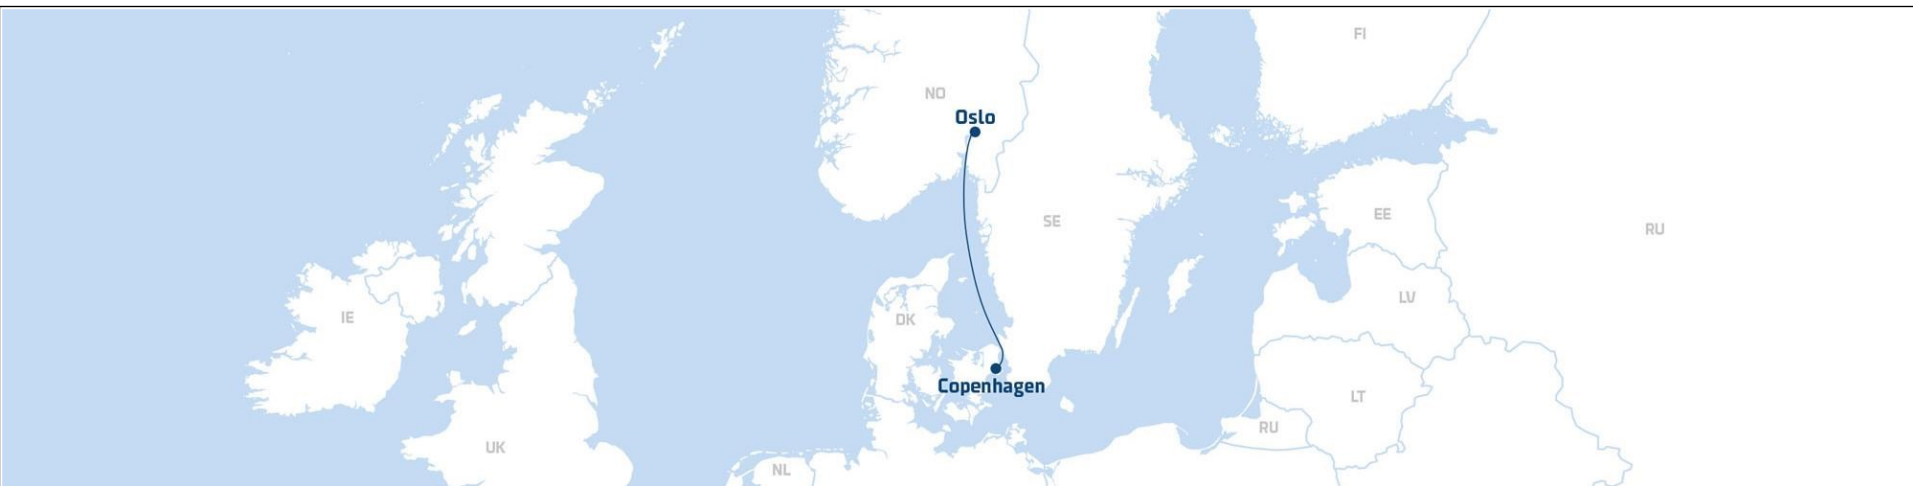 FI
NO
Oslo
EE
SE
RU
LV
IE
DK
Copenhagen
LT
RU
UK
NL